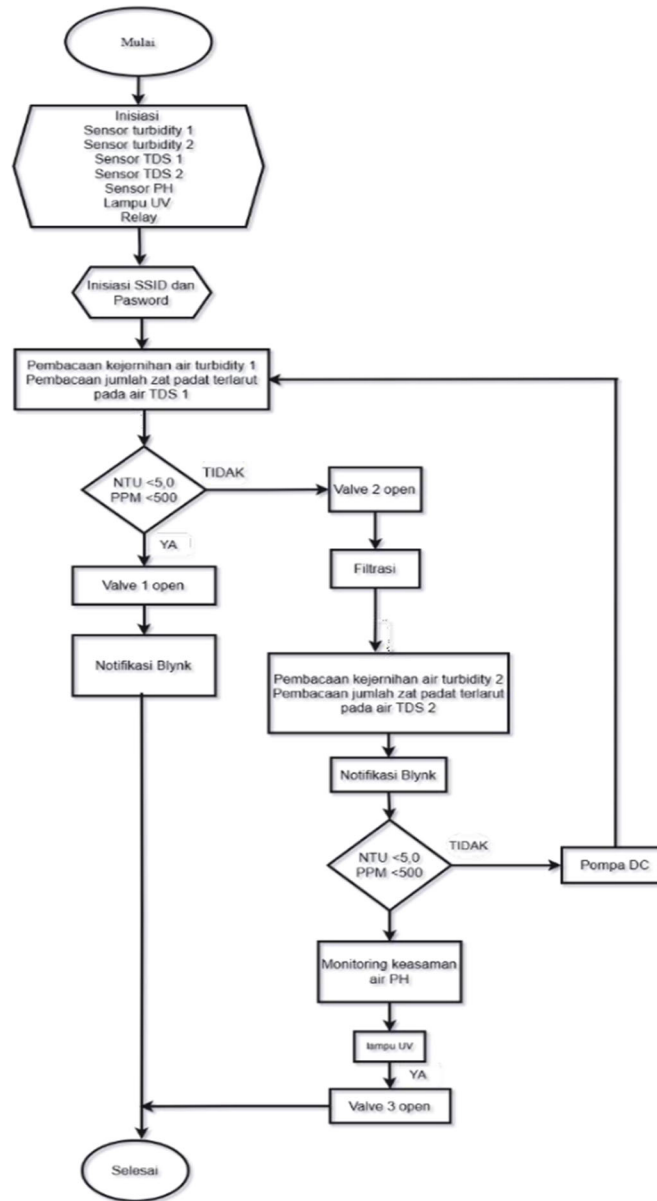 Mulai
Inisiasi
Sensor turbidity 1
Sensor turbidity 2
Sensor TDS 1
Sensor TDS 2
Sensor PH
Lampu UV
Relay
Inisiasi SSID dan
Pasword
Pembacaan kejernihan air turbidity 1
Pembacaan jumlah zat padat terlarut
pada air TDS 1
NTU <5,0
PPM <500
TIDAK
YA
Valve 1 open
Notifikasi Blynk
Valve 2 open
Filtrasi
Pembacaan kejernihan air turbidity 2
Pembacaan jumlah zat padat terlarut
pada air TDS 2
Notifikasi Blynk
NTU <5,0
PPM <500
TIDAK
Pompa DC
Monitoring keasaman
air PH
lampu UV
YA
Valve 3 open
Selesai